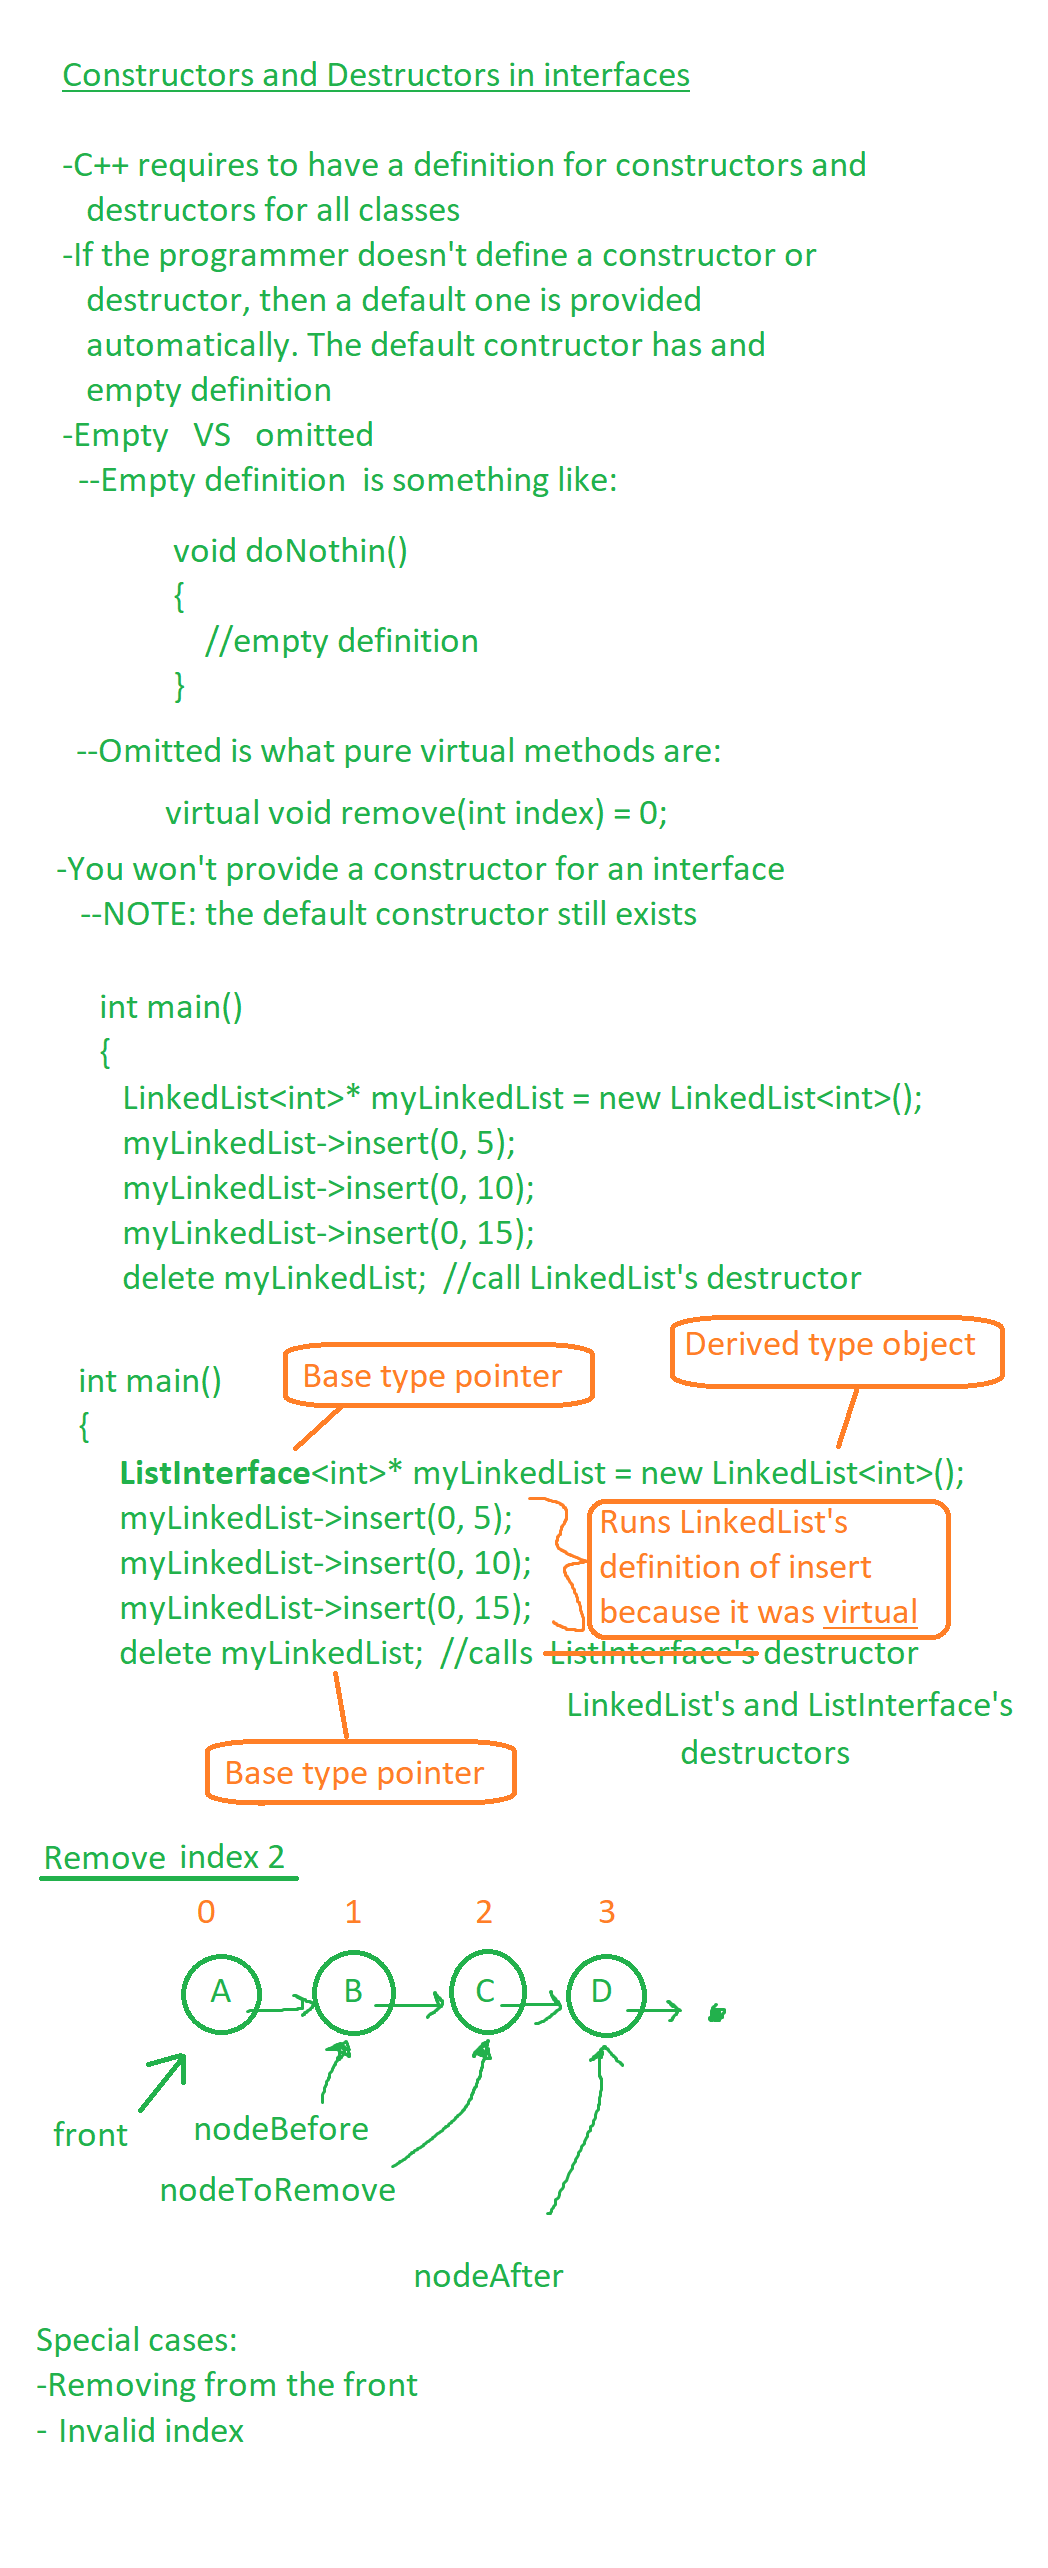 Constructors and Destructors in interfaces
-C++ requires to have a definition for constructors and
destructors for all classes
-If the programmer doesn't define a constructor or
destructor, then a default one is provided
automatically. The default contructor has and
empty definition
-Empty VS omitted
--Empty definition is something like:
void doNothin()
{
//empty definition
}
--Omitted is what pure virtual methods are:
virtual void remove(int index) = 0;
-You won't provide a constructor for an interface
--NOTE: the default constructor still exists
int main()
{
LinkedList<int>* myLinkedList = new LinkedList<int>();
myLinkedList->insert(0, 5);
myLinkedList->insert(0, 10);
myLinkedList->insert(0, 15);
delete myLinkedList; //call LinkedList's destructor
Derived type object
Base type pointer
int main()
{
ListInterface<int>* myLinkedList = new LinkedList<int>();
myLinkedList->insert(0, 5);
myLinkedList->insert(0, 10);
myLinkedList->insert(0, 15);
Runs LinkedList's
definition of insert
because it was virtual
delete myLinkedList; //calls ListInterface's destructor
LinkedList's and ListInterface's
destructors
Base type pointer
Remove index 2
0 1 2 3
A B C D
front
nodeBefore
nodeToRemove
nodeAfter
Special cases:
-Removing from the front
- Invalid index